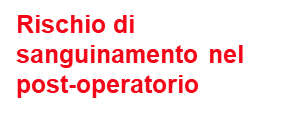 Rischio di
sanguinamento nel
post-operatorio